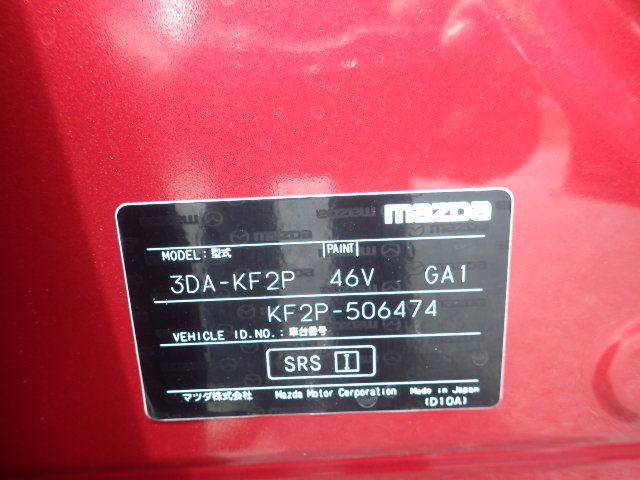 mazda
MODEL:型式 PAINT
3DA-KF2P 46V GA1
KF2P-506474
VEHICLE ID.NO.:車台番号
SRS I
マツダ株式会社 Mazda Motor Corporation Made in Japan
(D10A)